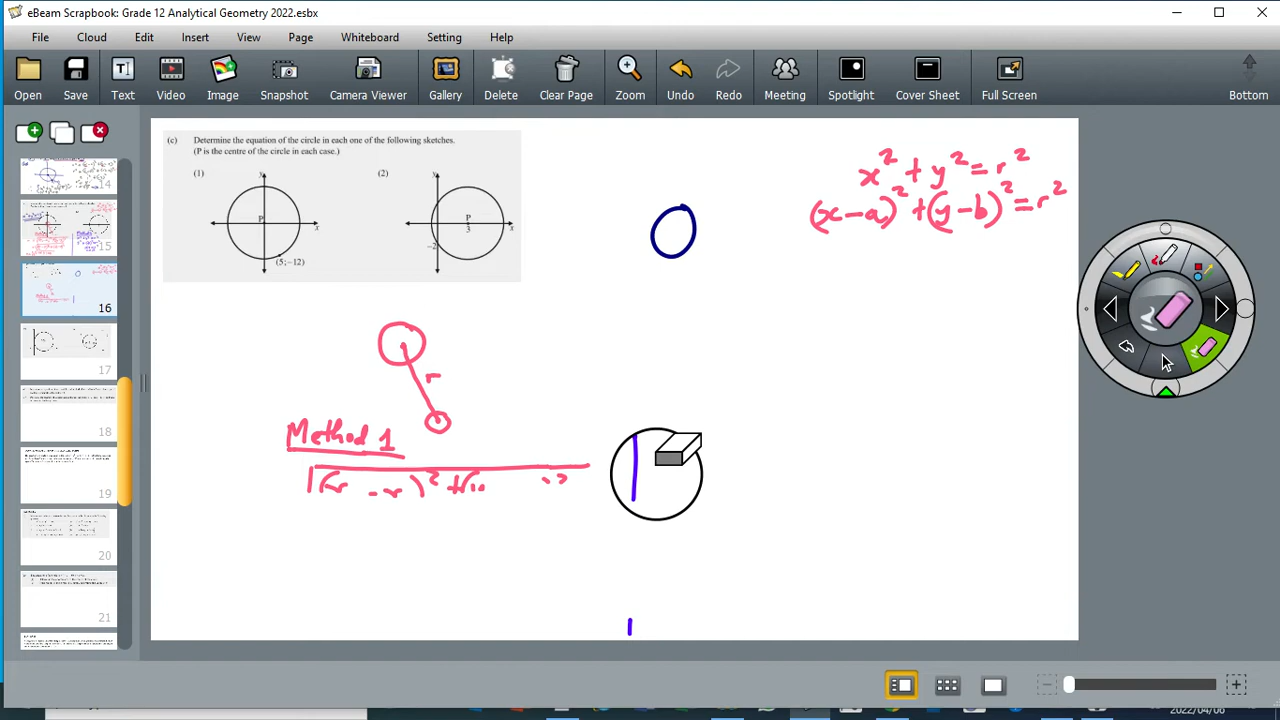 eBeam Scrapbook: Grade 12 Analytical Geometry 2022.esbx
File Cloud Edit Insert View Page Whiteboard Setting Window Help
Open Save Text Video Image Snapshot Camera Viewer Gallery Delete Clear Page Zoom Undo Redo Meeting Spotlight Cover Sheet Full Screen Bottom
(c) Determine the equation of the circle in each one of the following sketches.
(P is the centre of the circle in each case.)
(1) y P x (5;−12)
(2) y P 3 x −2
x² + y² = r²
(x−a)² + (y−b)² = r²
r
Method 1
14
15
16
17
18
19
20
21
2022/04/06